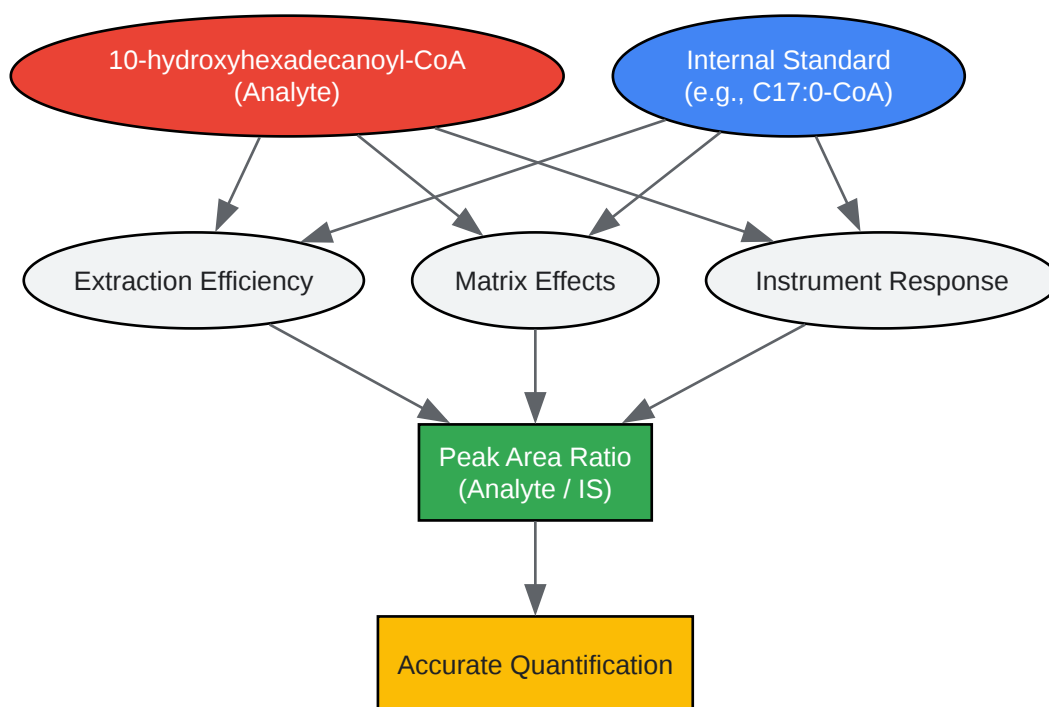 10-hydroxyhexadecanoyl-CoA
(Analyte)
Internal Standard
(e.g., C17:0-CoA)
Extraction Efficiency
Matrix Effects
Instrument Response
Peak Area Ratio
(Analyte / IS)
Accurate Quantification